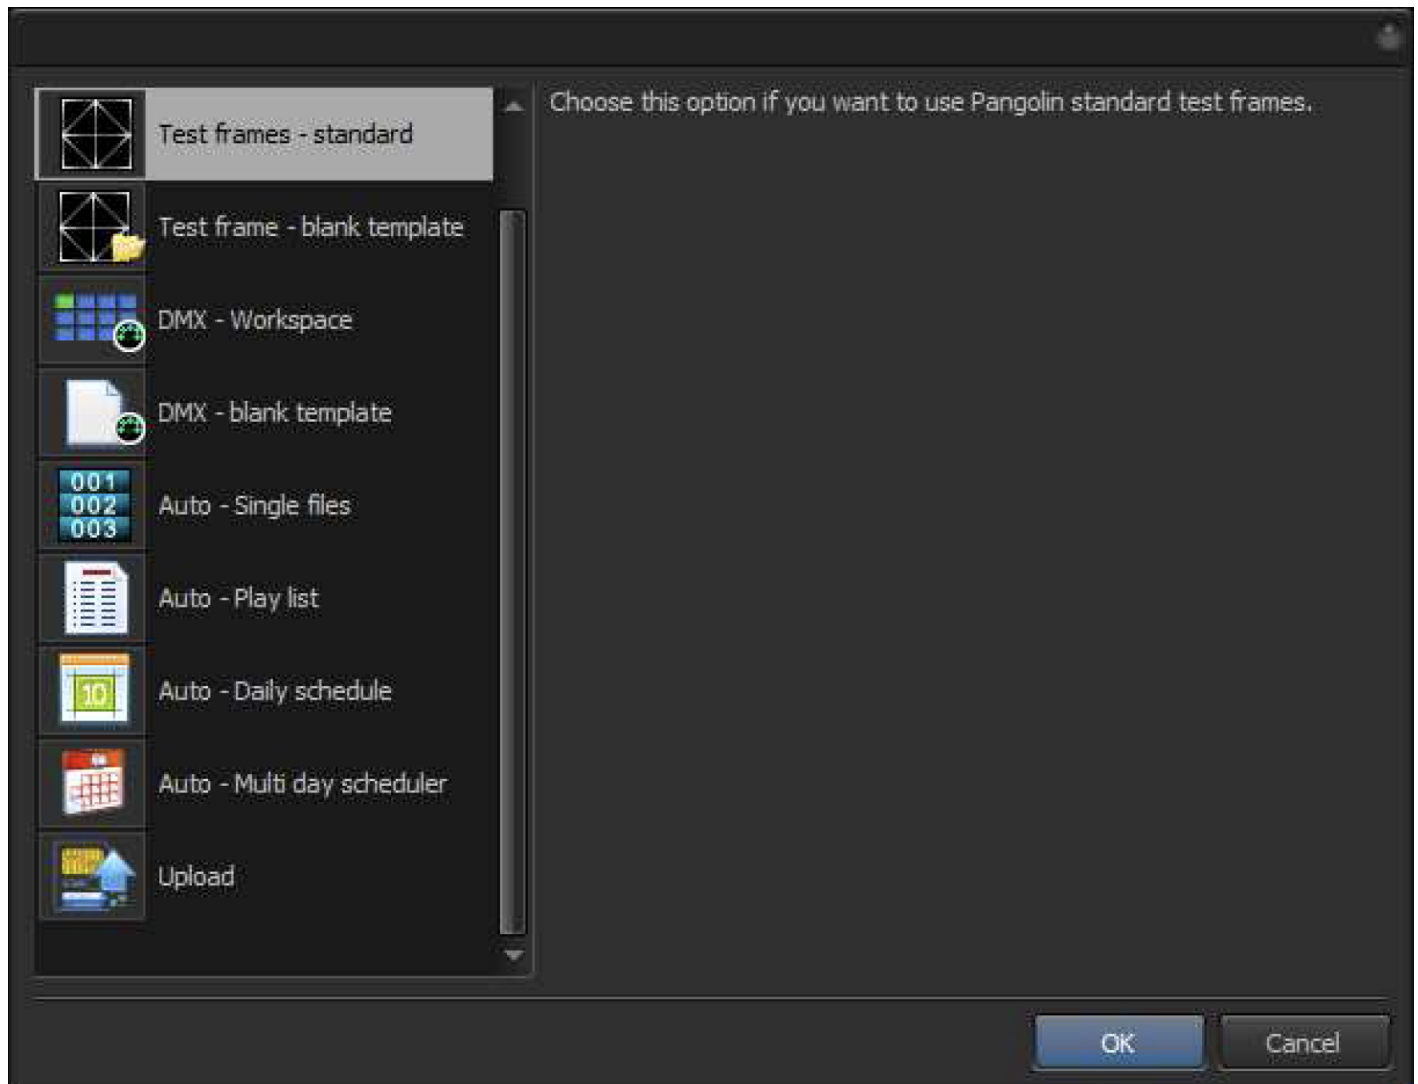 Test frames - standard
Choose this option if you want to use Pangolin standard test frames.
Test frame - blank template
DMX - Workspace
DMX - blank template
001
002
003
Auto - Single files
Auto - Play list
10
Auto - Daily schedule
Auto - Multi day scheduler
Upload
OK
Cancel